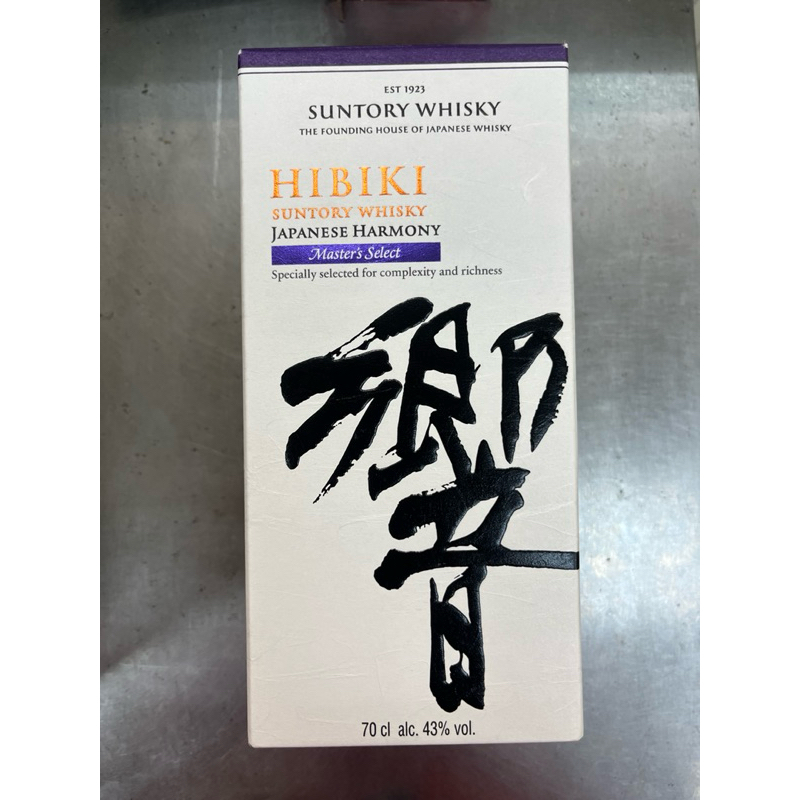 EST 1923
SUNTORY WHISKY
THE FOUNDING HOUSE OF JAPANESE WHISKY
HIBIKI
SUNTORY WHISKY
JAPANESE HARMONY
Master's Select
Specially selected for complexity and richness
響
70 cl alc. 43% vol.